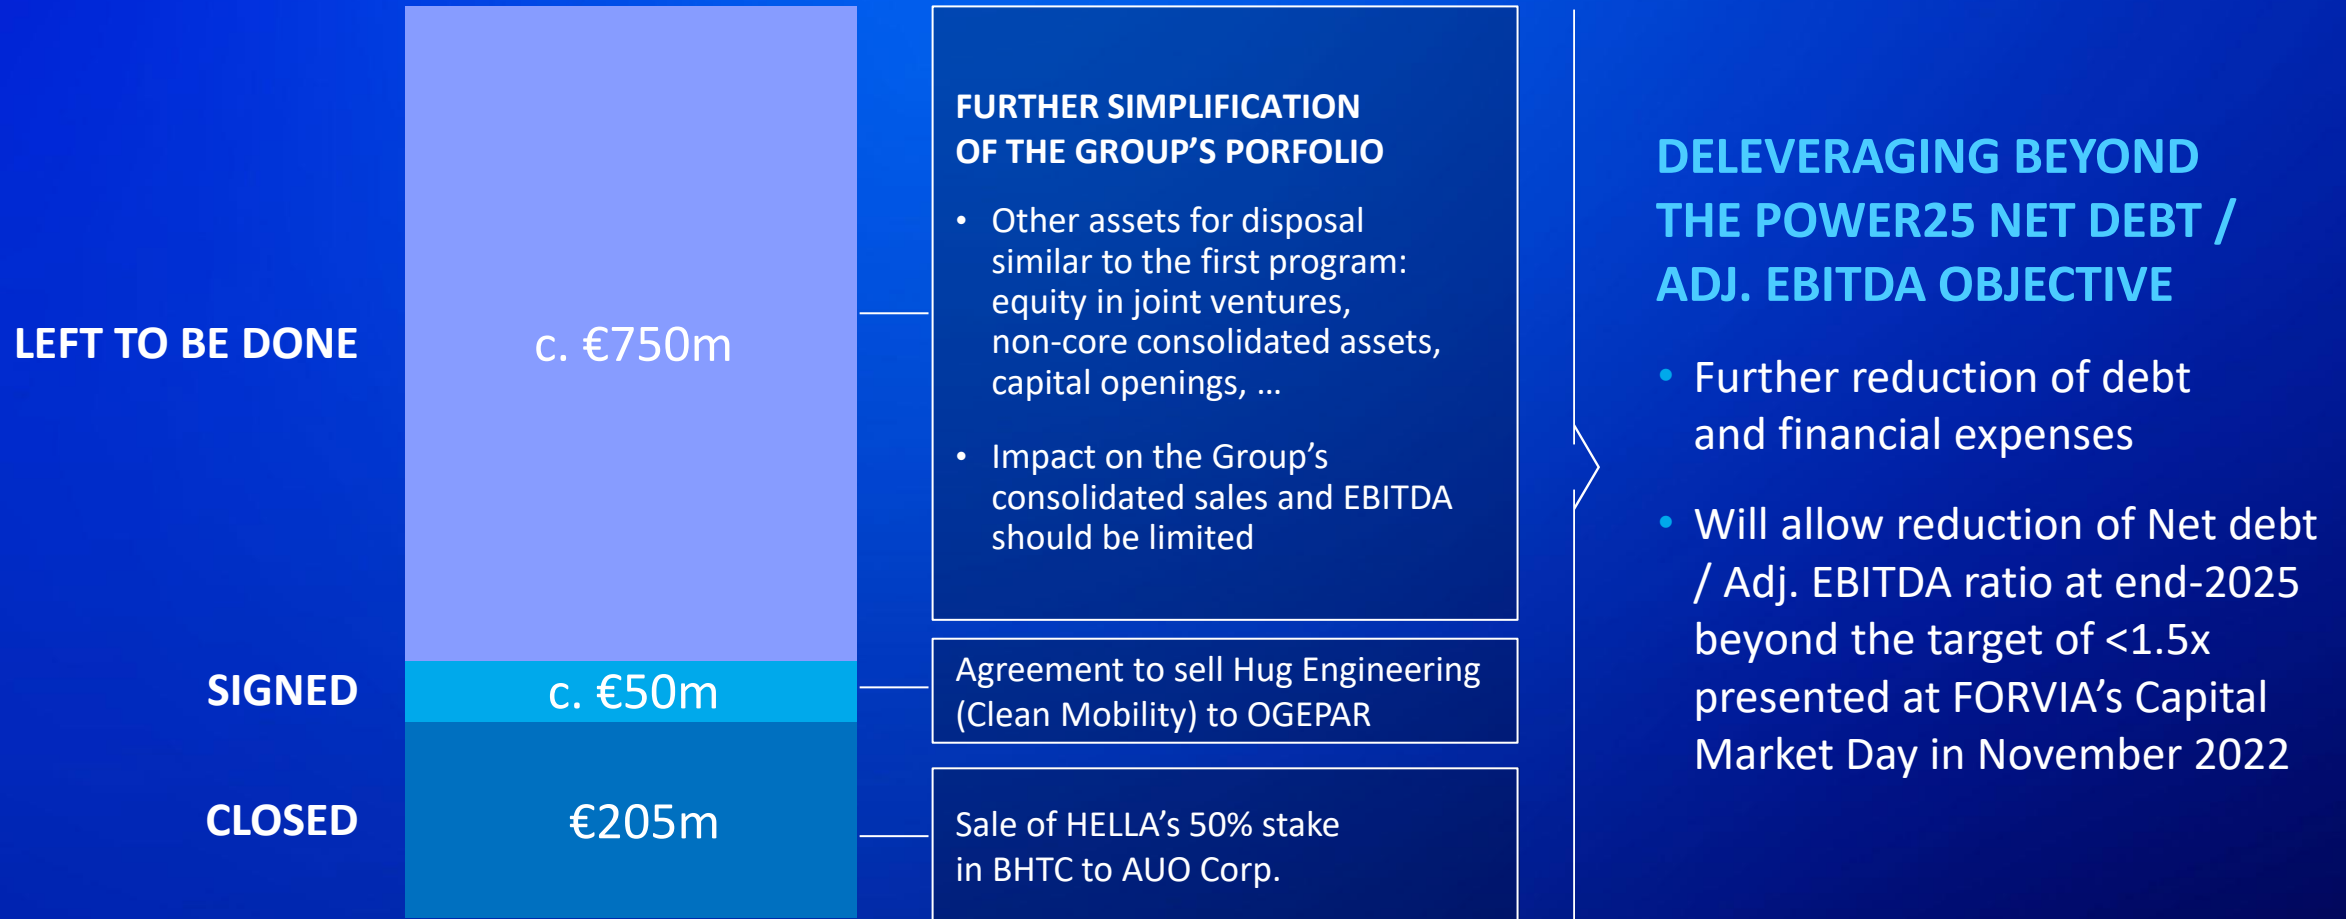 LEFT TO BE DONE
c. €750m
FURTHER SIMPLIFICATION
OF THE GROUP’S PORFOLIO
• Other assets for disposal
similar to the first program:
equity in joint ventures,
non-core consolidated assets,
capital openings, ...
• Impact on the Group’s
consolidated sales and EBITDA
should be limited
SIGNED
c. €50m
Agreement to sell Hug Engineering
(Clean Mobility) to OGEPAR
CLOSED
€205m
Sale of HELLA’s 50% stake
in BHTC to AUO Corp.
DELEVERAGING BEYOND
THE POWER25 NET DEBT /
ADJ. EBITDA OBJECTIVE
• Further reduction of debt
and financial expenses
• Will allow reduction of Net debt
/ Adj. EBITDA ratio at end-2025
beyond the target of <1.5x
presented at FORVIA’s Capital
Market Day in November 2022